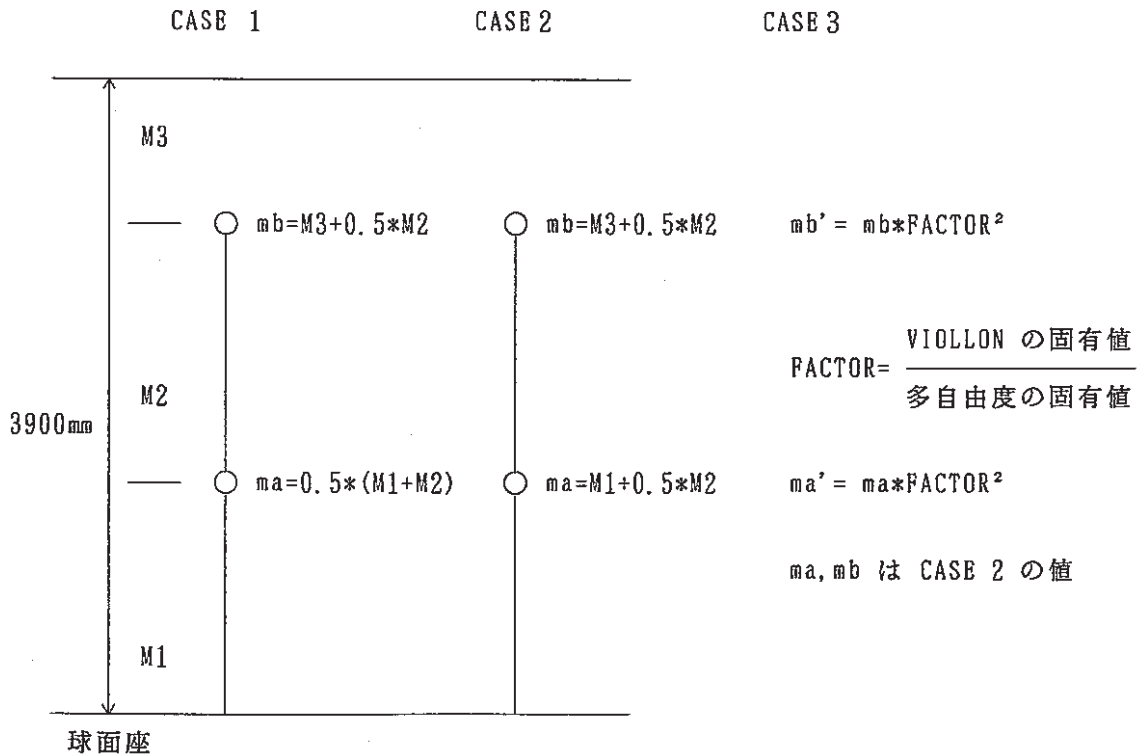 CASE 1 CASE 2 CASE 3
M3
mb=M3+0.5*M2 mb=M3+0.5*M2 mb'= mb*FACTOR²
FACTOR= VIOLLON の固有値
多自由度の固有値
M2
3900mm
ma=0.5*(M1+M2) ma=M1+0.5*M2 ma'= ma*FACTOR²
ma,mb は CASE 2 の値
M1
球面座